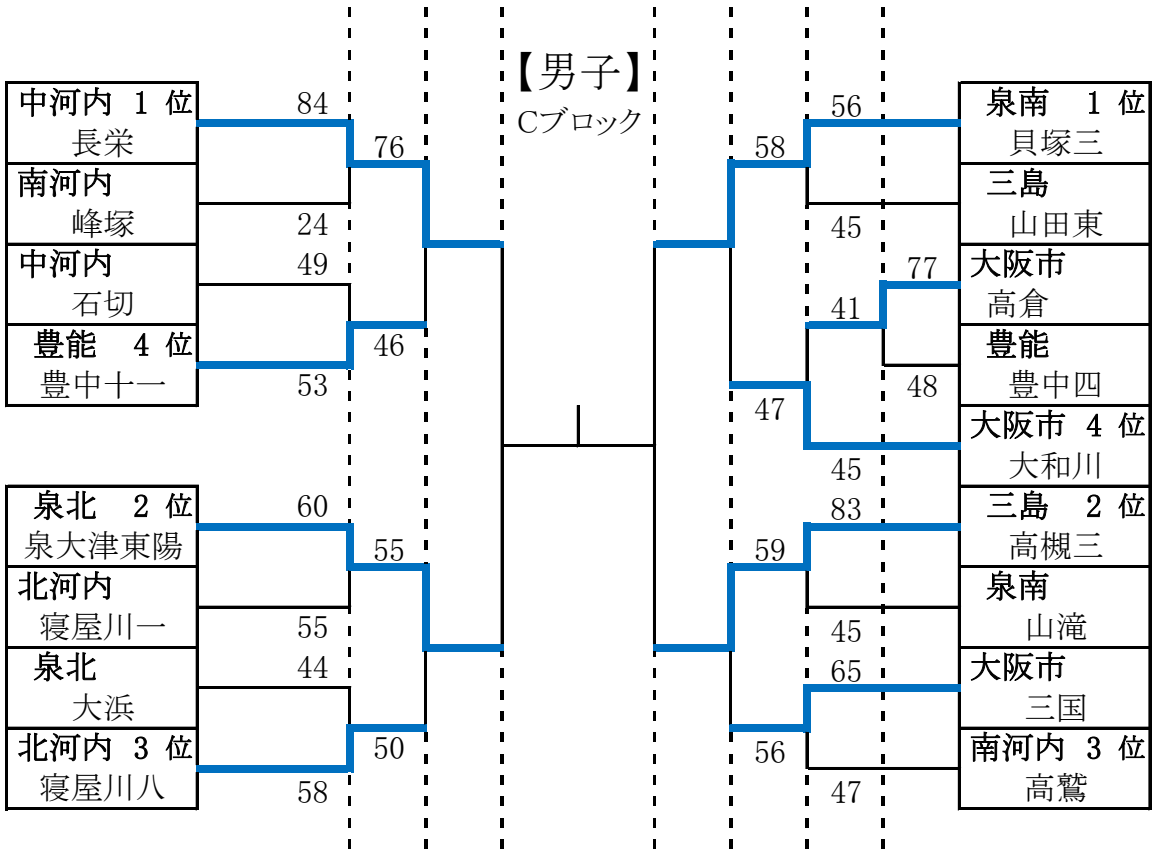 【男子】
Cブロック
中河内 1 位
長栄
84
76
南河内
峰塚
24
中河内
石切
49
豊能 4 位
豊中十一
53
46
泉北 2 位
泉大津東陽
60
55
北河内
寝屋川一
55
泉北
大浜
44
北河内 3 位
寝屋川八
58
50
泉南 1 位
貝塚三
56
58
三島
山田東
45
大阪市
高倉
77
41
豊能
豊中四
48
大阪市 4 位
大和川
45
47
三島 2 位
高槻三
83
59
泉南
山滝
45
大阪市
三国
65
56
南河内 3 位
高鷲
47